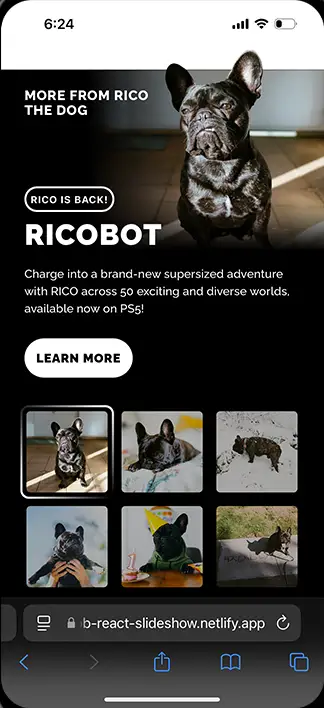 6:24
MORE FROM RICO
THE DOG
RICO IS BACK!
RICOBOT
Charge into a brand-new supersized adventure
with RICO across 50 exciting and diverse worlds,
available now on PS5!
LEARN MORE
b-react-slideshow.netlify.app